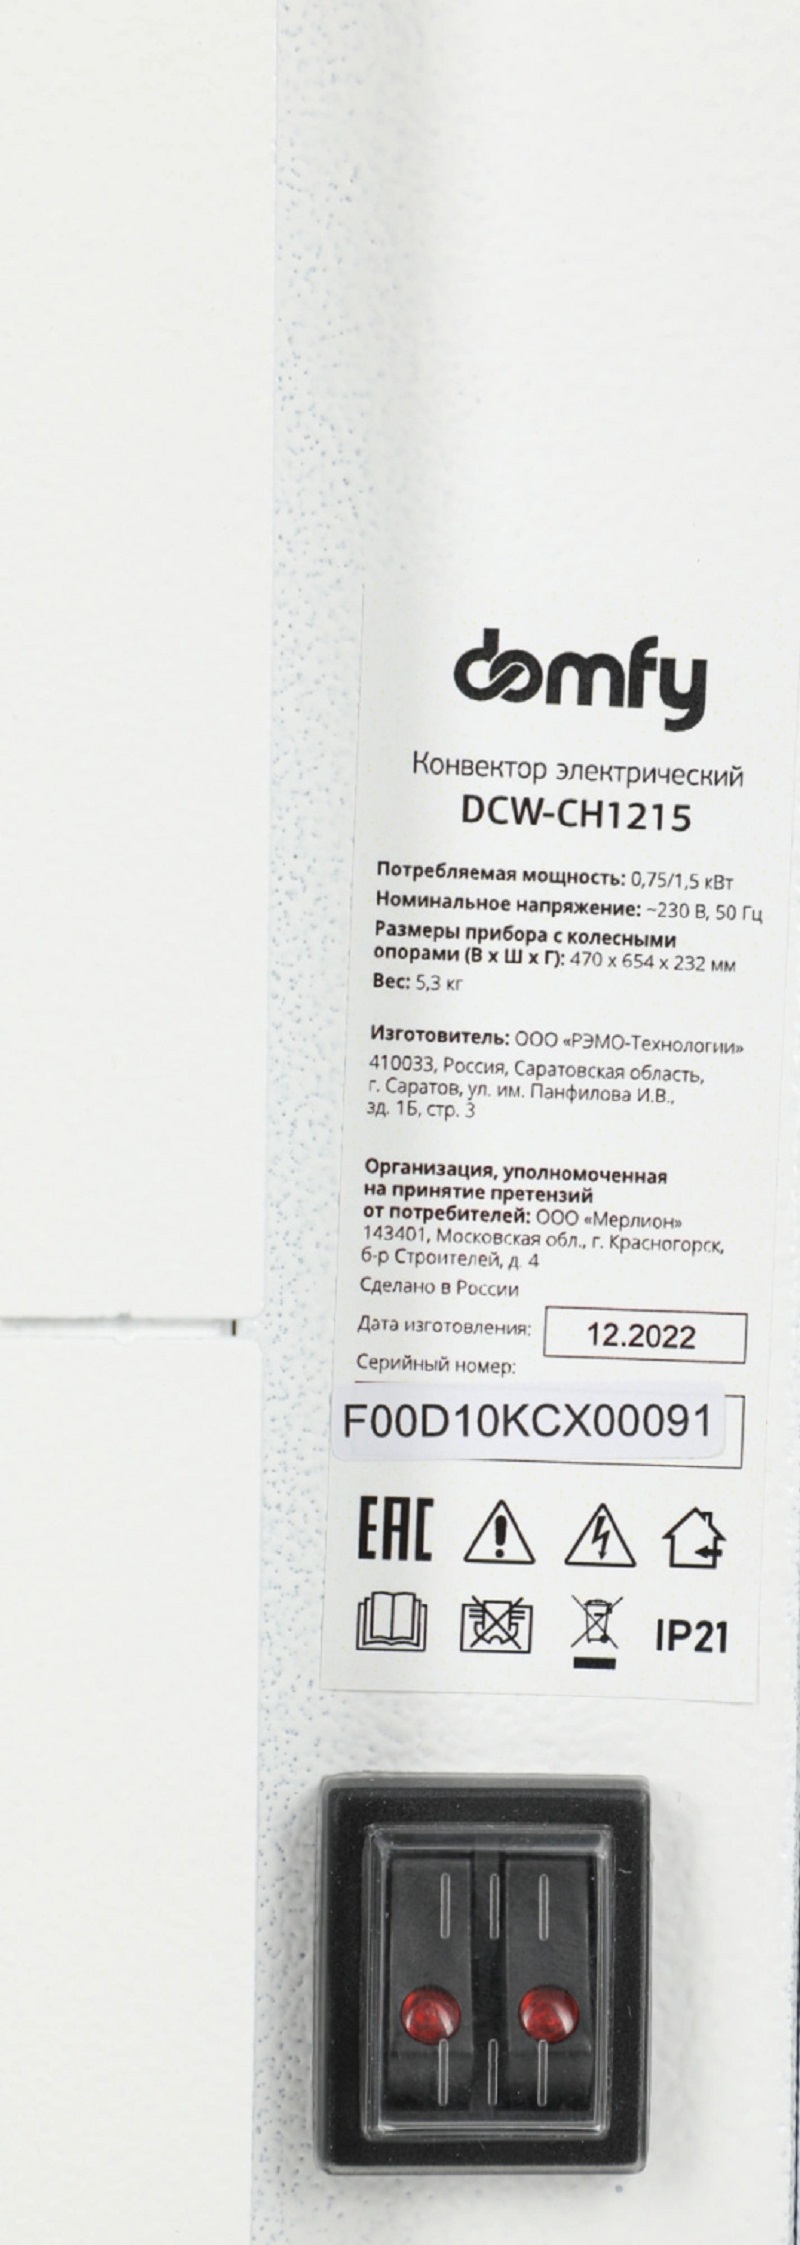 domfy
Конвектор электрический
DCW-CH1215
Потребляемая мощность: 0,75/1,5 кВт
Номинальное напряжение: ~230 В, 50 Гц
Размеры прибора с колесными
опорами (В х Ш х Г): 470 х 654 х 232 мм
Вес: 5,3 кг
Изготовитель: ООО «РЭМО-Технологии»
410033, Россия, Саратовская область,
г. Саратов, ул. им. Панфилова И.В.,
зд. 1Б, стр. 3
Организация, уполномоченная
на принятие претензий
от потребителей: ООО «Мерлион»
143401, Московская обл., г. Красногорск,
б-р Строителей, д. 4
Сделано в России
Дата изготовления: 12.2022
Серийный номер:
F00D10KCX00091
EAC
IP21